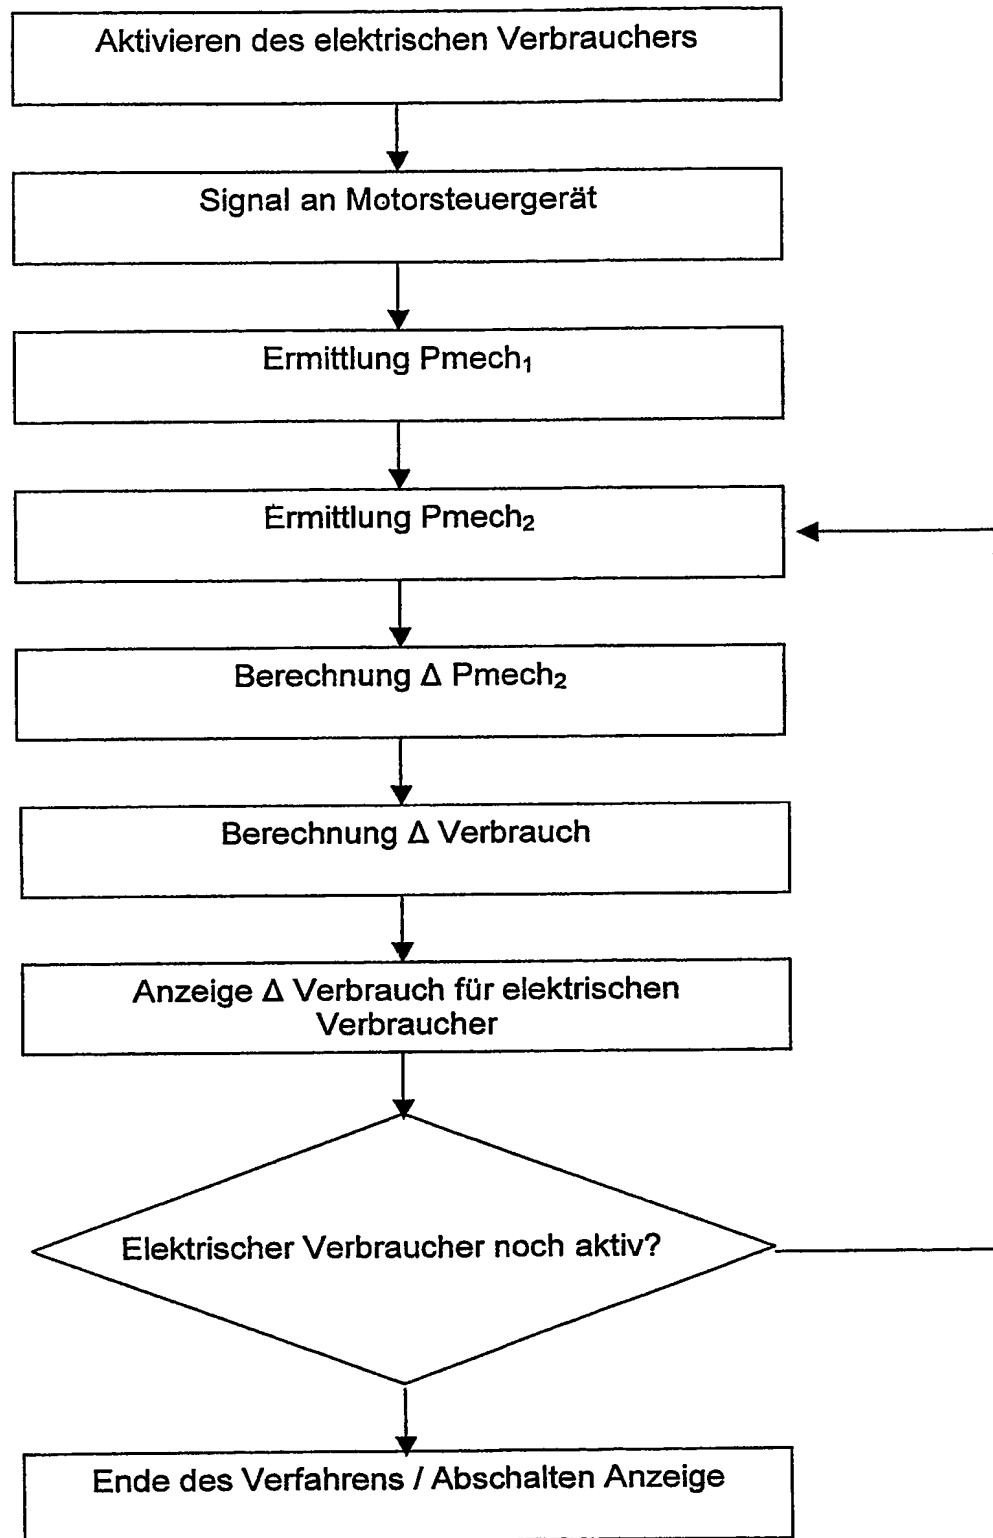 Aktivieren des elektrischen Verbrauchers
Signal an Motorsteuergerät
Ermittlung Pmech₁
Ermittlung Pmech₂
Berechnung Δ Pmech₂
Berechnung Δ Verbrauch
Anzeige Δ Verbrauch für elektrischen
Verbraucher
Elektrischer Verbraucher noch aktiv?
Ende des Verfahrens / Abschalten Anzeige